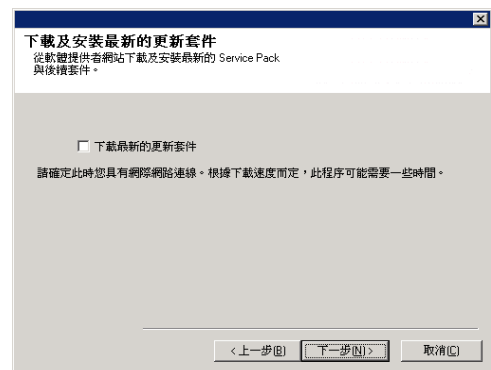 下載及安裝最新的更新套件
從軟體提供者網站下載及安裝最新的 Service Pack
與後續套件。
下載最新的更新套件
請確定此時您具有網際網路連線。根據下載速度而定，此程序可能需要一些時間。
<上一步(B) 下一步(N)> 取消(C)